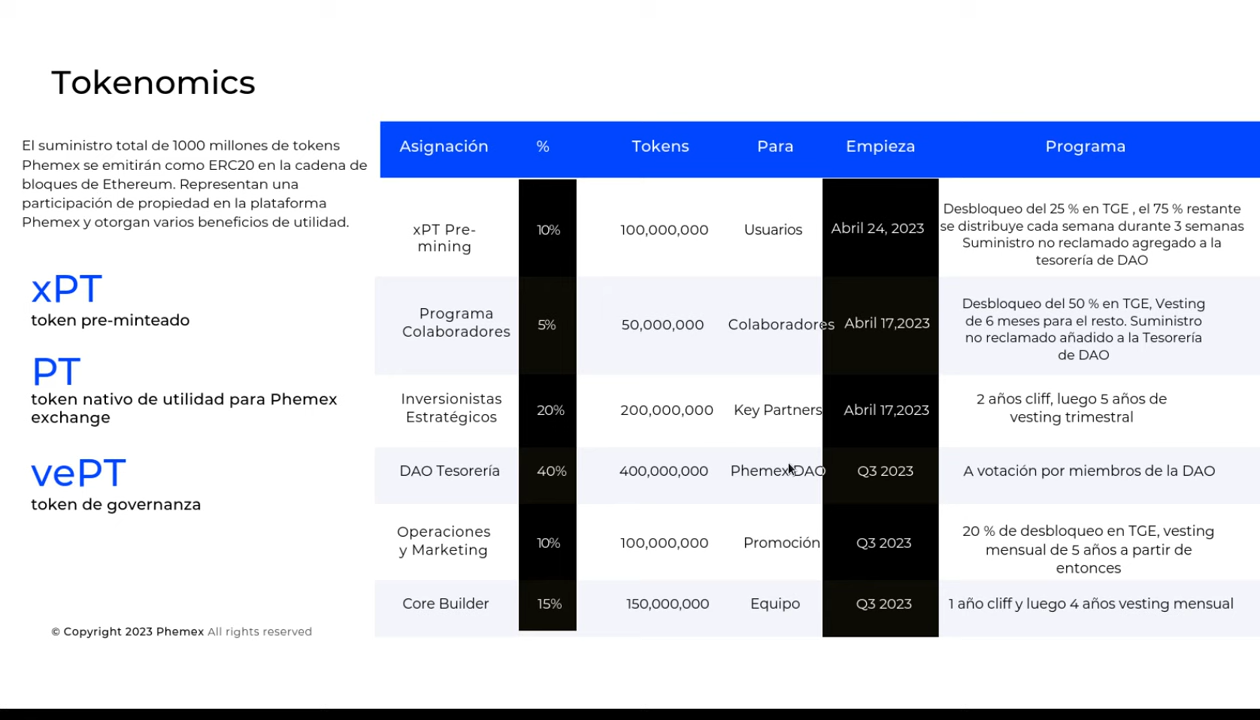 Tokenomics
El suministro total de 1000 millones de tokens
Phemex se emitirán como ERC20 en la cadena de
bloques de Ethereum. Representan una
participación de propiedad en la plataforma
Phemex y otorgan varios beneficios de utilidad.
xPT
token pre-minteado
PT
token nativo de utilidad para Phemex
exchange
vePT
token de governanza
© Copyright 2023 Phemex All rights reserved
Asignación % Tokens Para Empieza Programa
xPT Pre-
mining
10%
100,000,000
Usuarios
Abril 24, 2023
Desbloqueo del 25 % en TGE , el 75 % restante
se distribuye cada semana durante 3 semanas
Suministro no reclamado agregado a la
tesorería de DAO
Programa
Colaboradores
5%
50,000,000
Colaboradores
Abril 17,2023
Desbloqueo del 50 % en TGE, Vesting
de 6 meses para el resto. Suministro
no reclamado añadido a la Tesorería
de DAO
Inversionistas
Estratégicos
20%
200,000,000
Key Partners
Abril 17,2023
2 años cliff, luego 5 años de
vesting trimestral
DAO Tesorería
40%
400,000,000
Phemex DAO
Q3 2023
A votación por miembros de la DAO
Operaciones
y Marketing
10%
100,000,000
Promoción
Q3 2023
20 % de desbloqueo en TGE, vesting
mensual de 5 años a partir de
entonces
Core Builder
15%
150,000,000
Equipo
Q3 2023
1 año cliff y luego 4 años vesting mensual